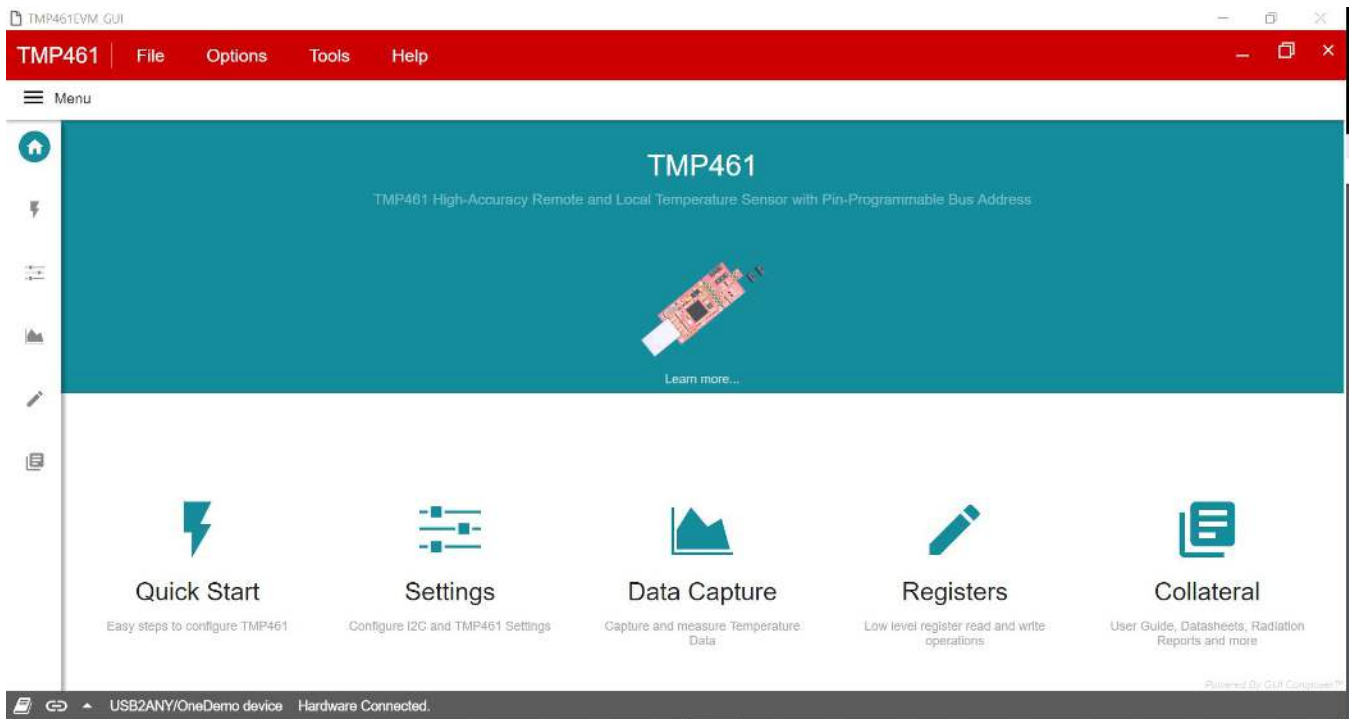 TMP461EVM_GUI
TMP461 File Options Tools Help
Menu
TMP461
TMP461 High-Accuracy Remote and Local Temperature Sensor with Pin-Programmable Bus Address
Learn more...
Quick Start Settings Data Capture Registers Collateral
Easy steps to configure TMP461 Configure I2C and TMP461 Settings Capture and measure Temperature Low level register read and write User Guide, Datasheets, Radiation
Data operations Reports and more
Powered By GUI Composer™
USB2ANY/OneDemo device Hardware Connected.